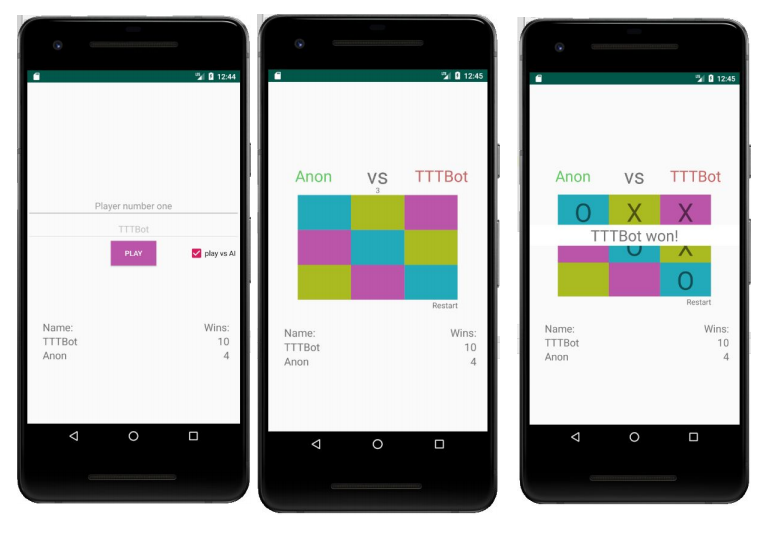 12:44
Player number one
TTTBot
PLAY
play vs AI
Name: Wins:
TTTBot 10
Anon 4
12:45
Anon vs TTTBot
3
Restart
Name: Wins:
TTTBot 10
Anon 4
12:45
Anon vs TTTBot
O X X
TTTBot won!
O X
O
Restart
Name: Wins:
TTTBot 10
Anon 4